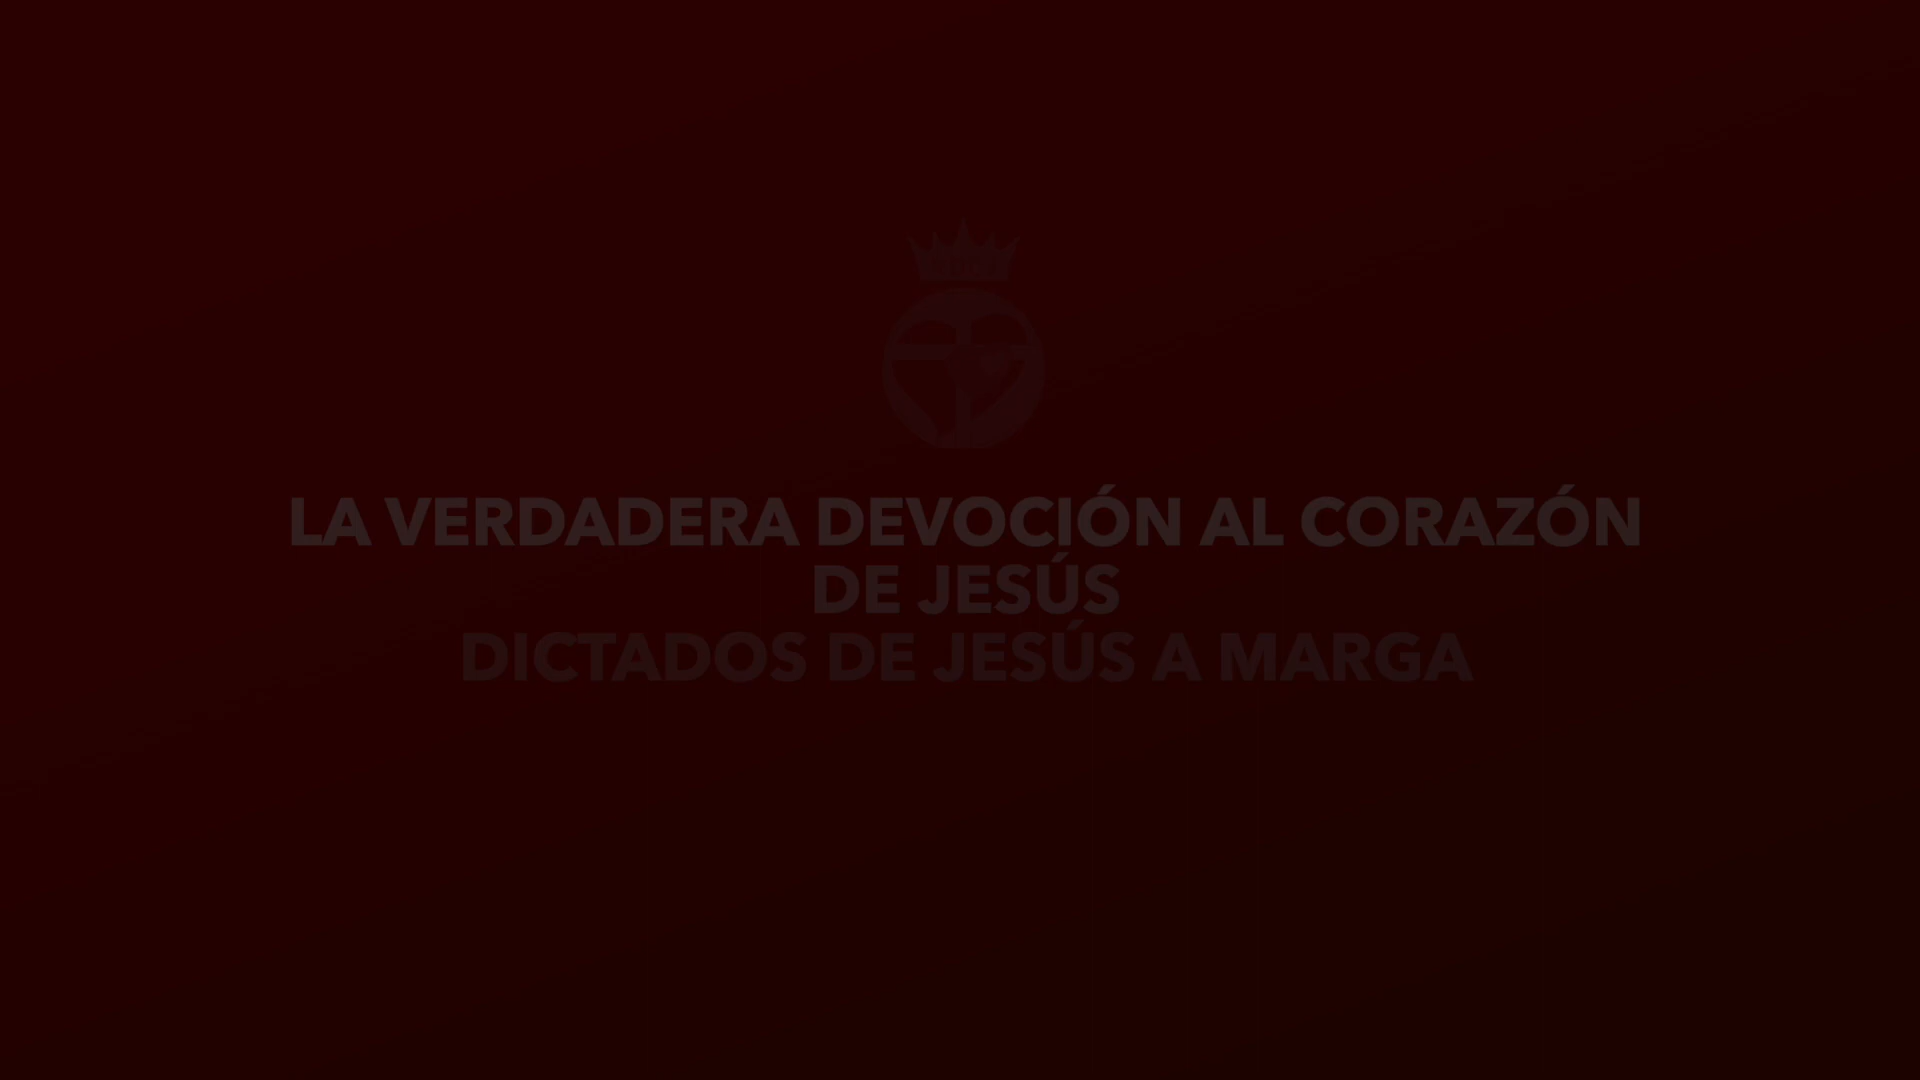 LA VERDADERA DEVOCIÓN AL CORAZÓN
DE JESÚS
DICTADOS DE JESÚS A MARGA